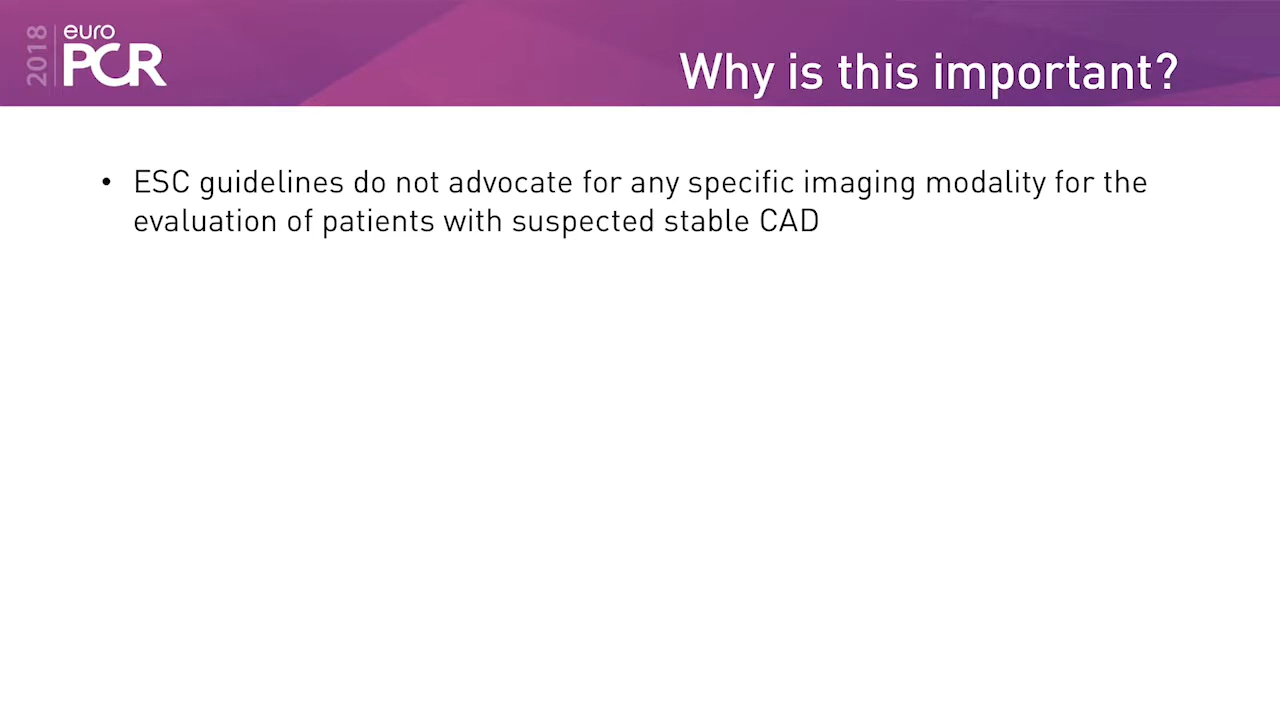 2018
euro
PCR
Why is this important?
• ESC guidelines do not advocate for any specific imaging modality for the
evaluation of patients with suspected stable CAD